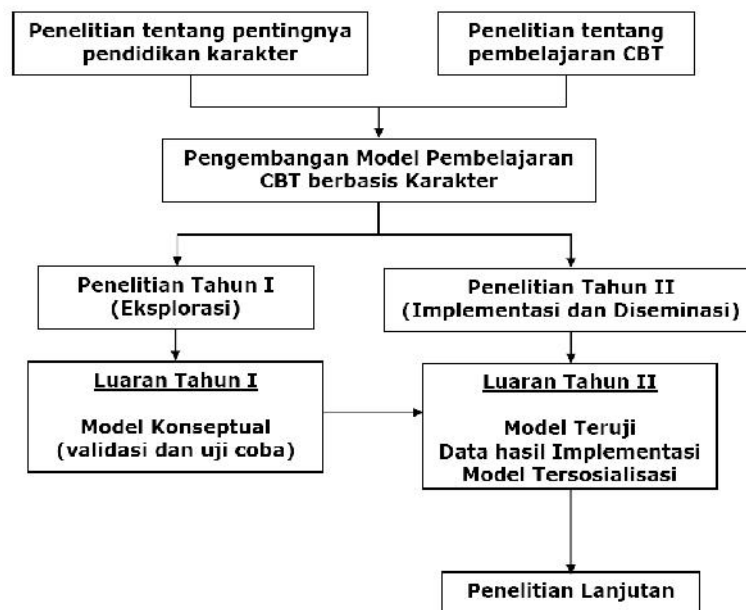 Penelitian tentang pentingnya
pendidikan karakter
Penelitian tentang
pembelajaran CBT
Pengembangan Model Pembelajaran
CBT berbasis Karakter
Penelitian Tahun I
(Eksplorasi)
Penelitian Tahun II
(Implementasi dan Diseminasi)
Luaran Tahun I
Model Konseptual
(validasi dan uji coba)
Luaran Tahun II
Model Teruji
Data hasil Implementasi
Model Tersosialisasi
Penelitian Lanjutan